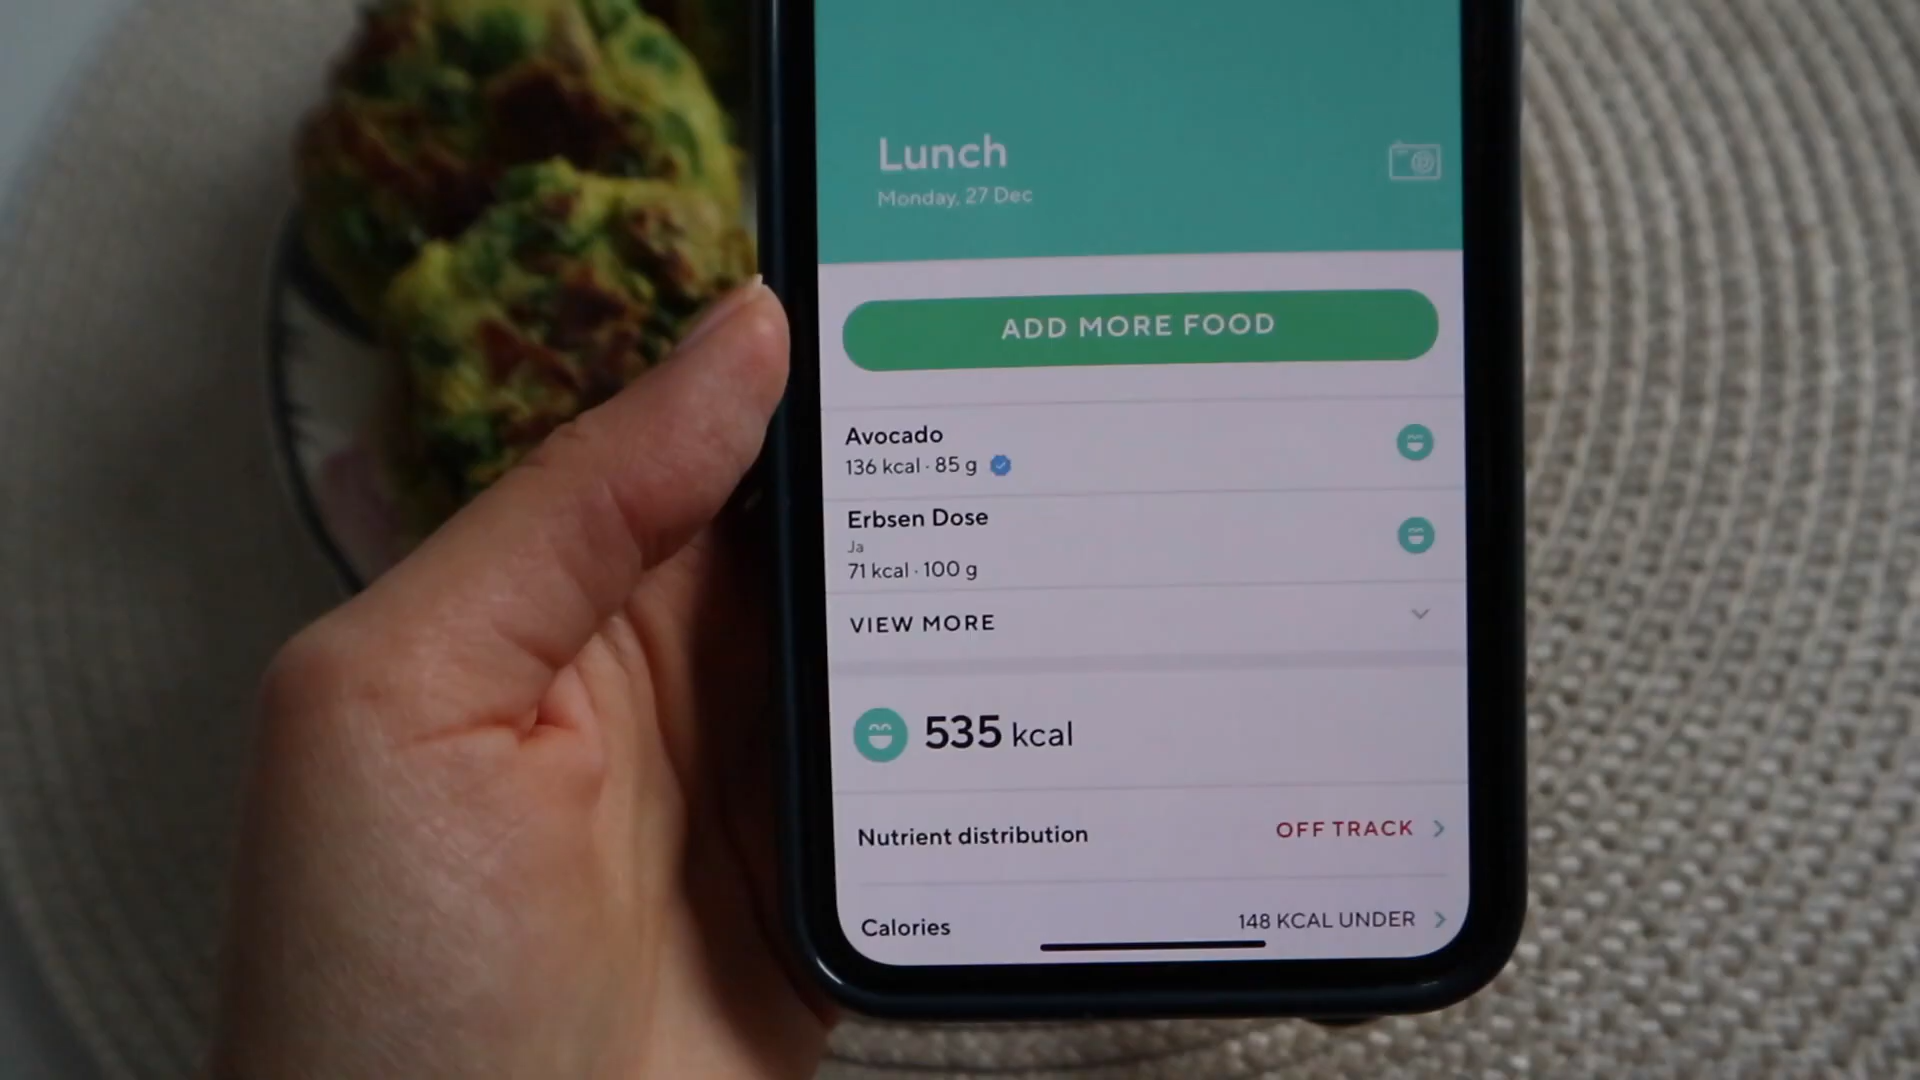 Lunch
Monday, 27 Dec
ADD MORE FOOD
Avocado
136 kcal · 85 g
Erbsen Dose
Ja
71 kcal · 100 g
VIEW MORE
535 kcal
Nutrient distribution
OFF TRACK
Calories
148 KCAL UNDER